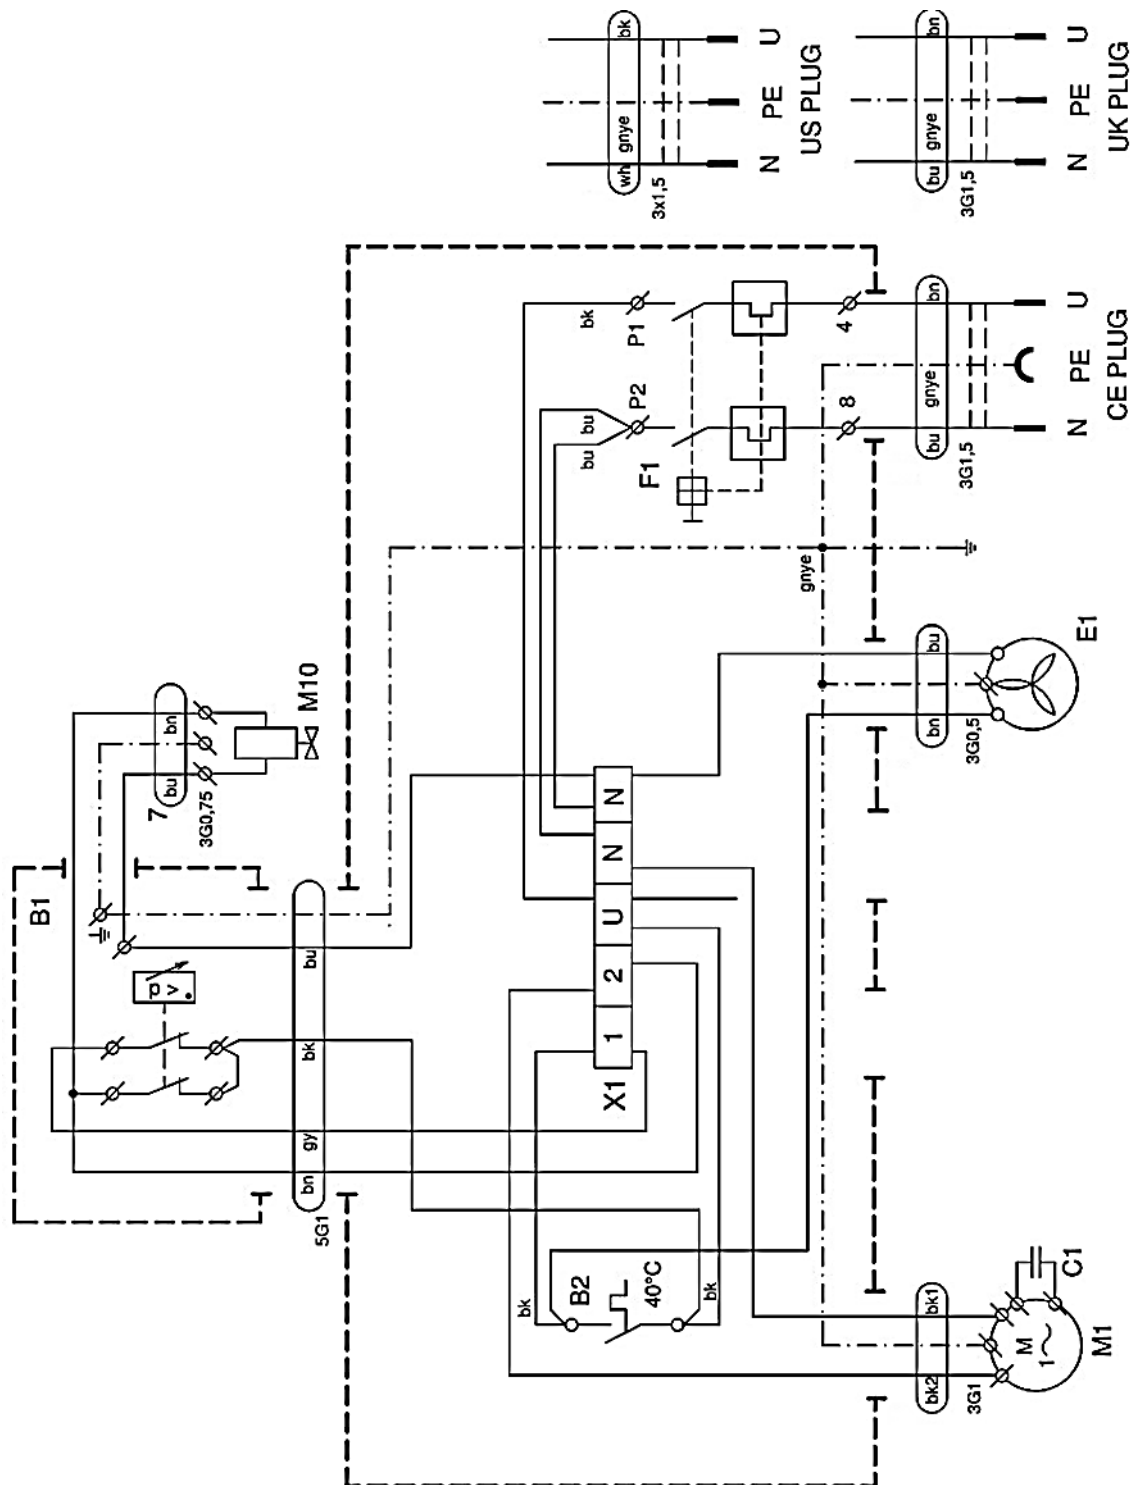 bk
gnye
wh
3x1,5
U
PE
N
US PLUG
bn
gnye
bu
3G1,5
U
PE
N
UK PLUG
bk
P1
4
bn
U
gnye
PE
CE PLUG
bu
bu
P2
8
F1
bu
3G1,5
N
gnye
bn
7
bu
3G0,75
M10
bu
bn
3G0,5
E1
B1
P
V
bu
bk
gy
bn
5G1
N
N
U
2
1
X1
bk
B2
40°C
bk
bk1
bk2
3G1
M
1~
C1
M1